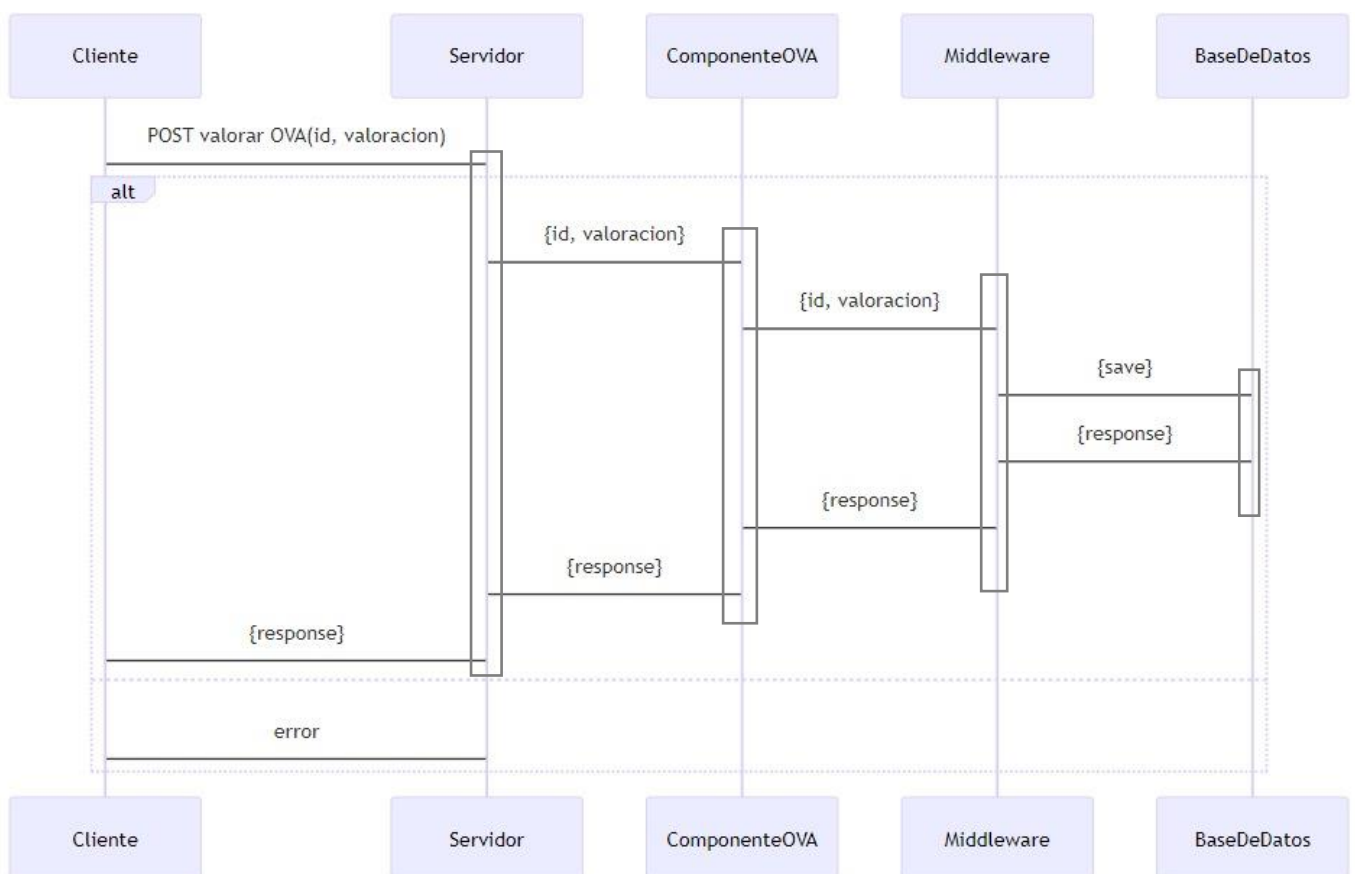 Cliente
Servidor
ComponenteOVA
Middleware
BaseDeDatos
POST valorar OVA(id, valoracion)
alt
{id, valoracion}
{id, valoracion}
{save}
{response}
{response}
{response}
{response}
error
Cliente
Servidor
ComponenteOVA
Middleware
BaseDeDatos